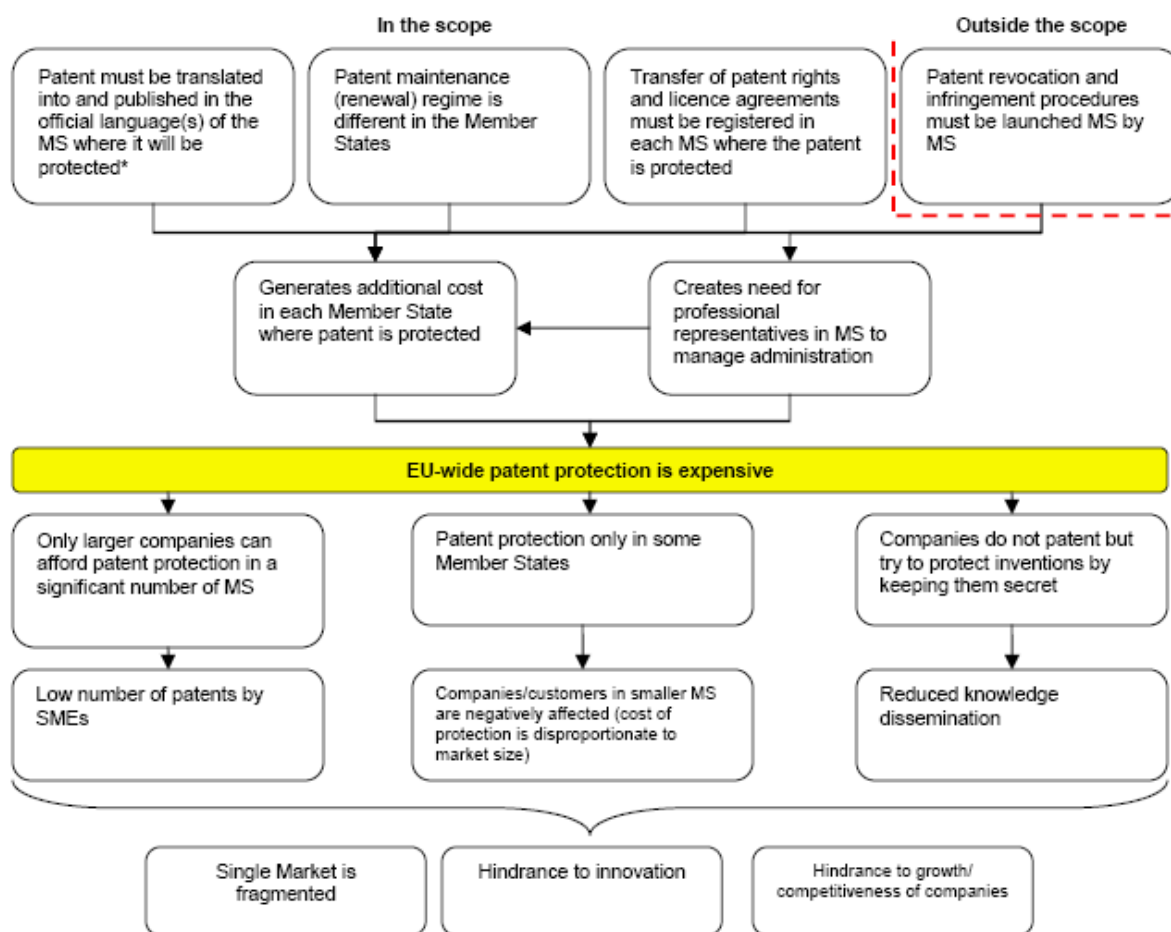 In the scope
Outside the scope
Patent must be translated
into and published in the
official language(s) of the
MS where it will be
protected*
Patent maintenance
(renewal) regime is
different in the Member
States
Transfer of patent rights
and licence agreements
must be registered in
each MS where the patent
is protected
Patent revocation and
infringement procedures
must be launched MS by
MS
Generates additional cost
in each Member State
where patent is protected
Creates need for
professional
representatives in MS to
manage administration
EU-wide patent protection is expensive
Only larger companies can
afford patent protection in a
significant number of MS
Patent protection only in some
Member States
Companies do not patent but
try to protect inventions by
keeping them secret
Low number of patents by
SMEs
Companies/customers in smaller MS
are negatively affected (cost of
protection is disproportionate to
market size)
Reduced knowledge
dissemination
Single Market is
fragmented
Hindrance to innovation
Hindrance to growth/
competitiveness of companies